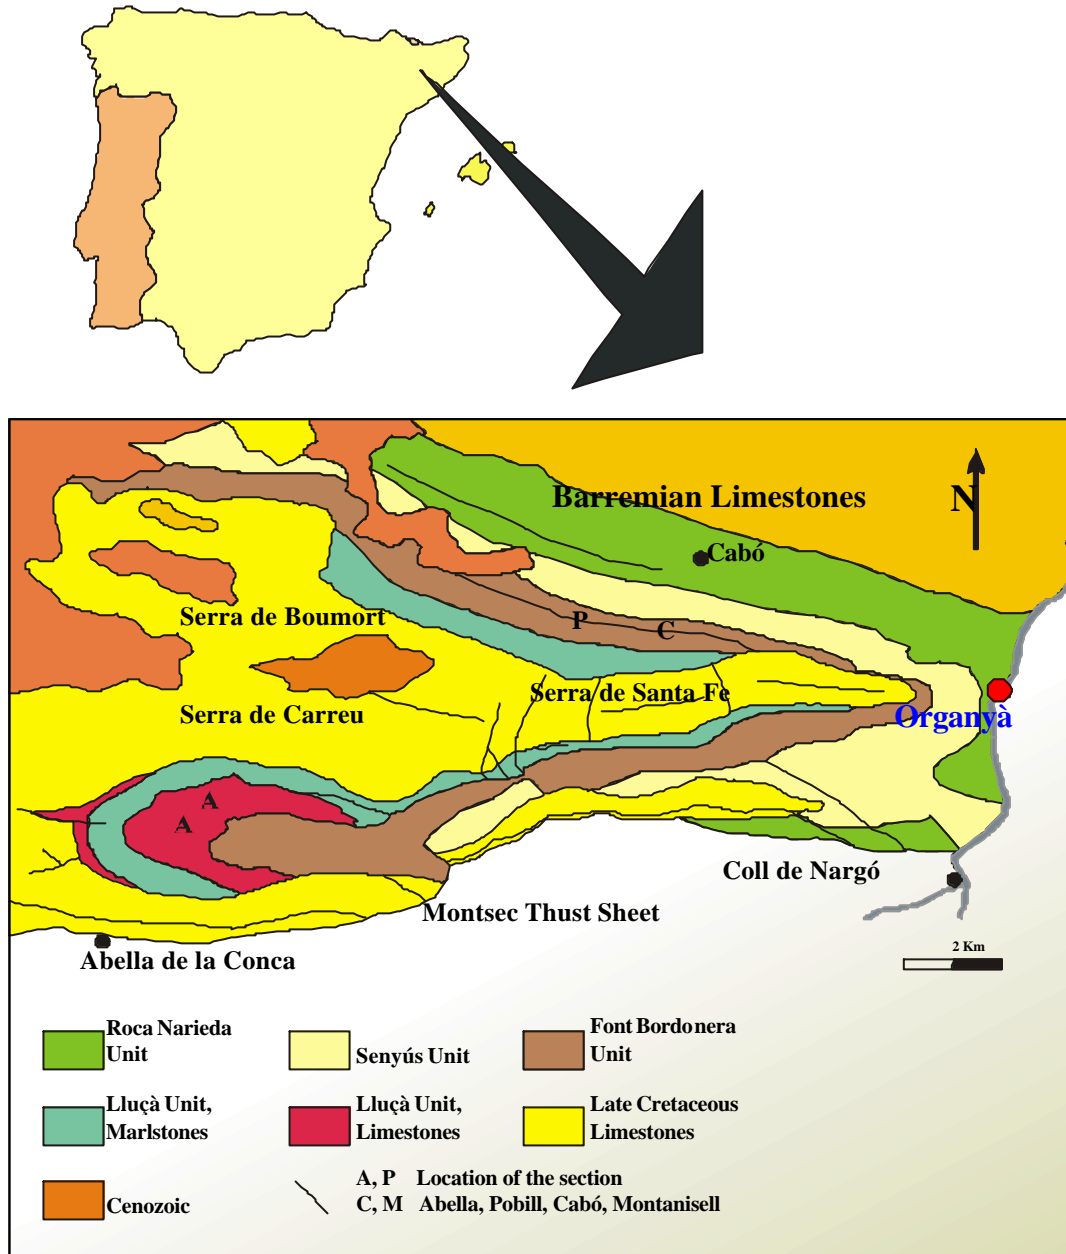 Barremian Limestones
N
Cabó
Serra de Boumort
P
C
Serra de Santa Fe
Serra de Carreu
Organyà
A
A
Coll de Nargó
Montsec Thust Sheet
Abella de la Conca
2 Km
Roca Narieda
Unit
Senyús Unit
Font Bordonera
Unit
Lluçà Unit,
Marlstones
Lluçà Unit,
Limestones
Late Cretaceous
Limestones
Cenozoic
A, P Location of the section
C, M Abella, Pobill, Cabó, Montanisell